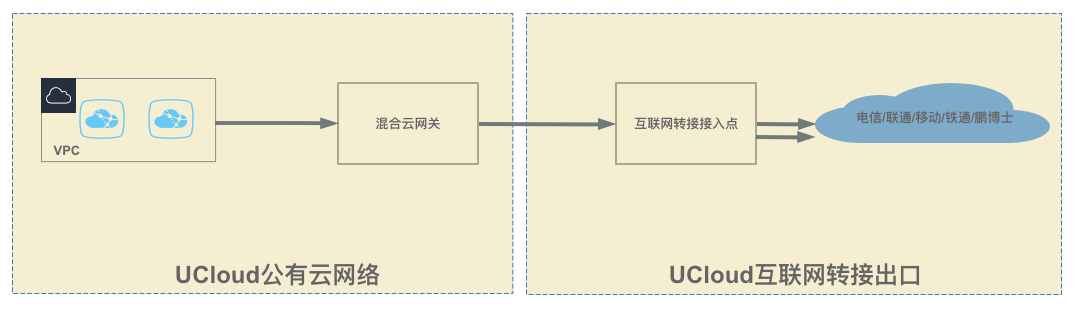 VPC
混合云网关
互联网转接接入点
电信/联通/移动/铁通/鹏博士
UCloud公有云网络
UCloud互联网转接出口